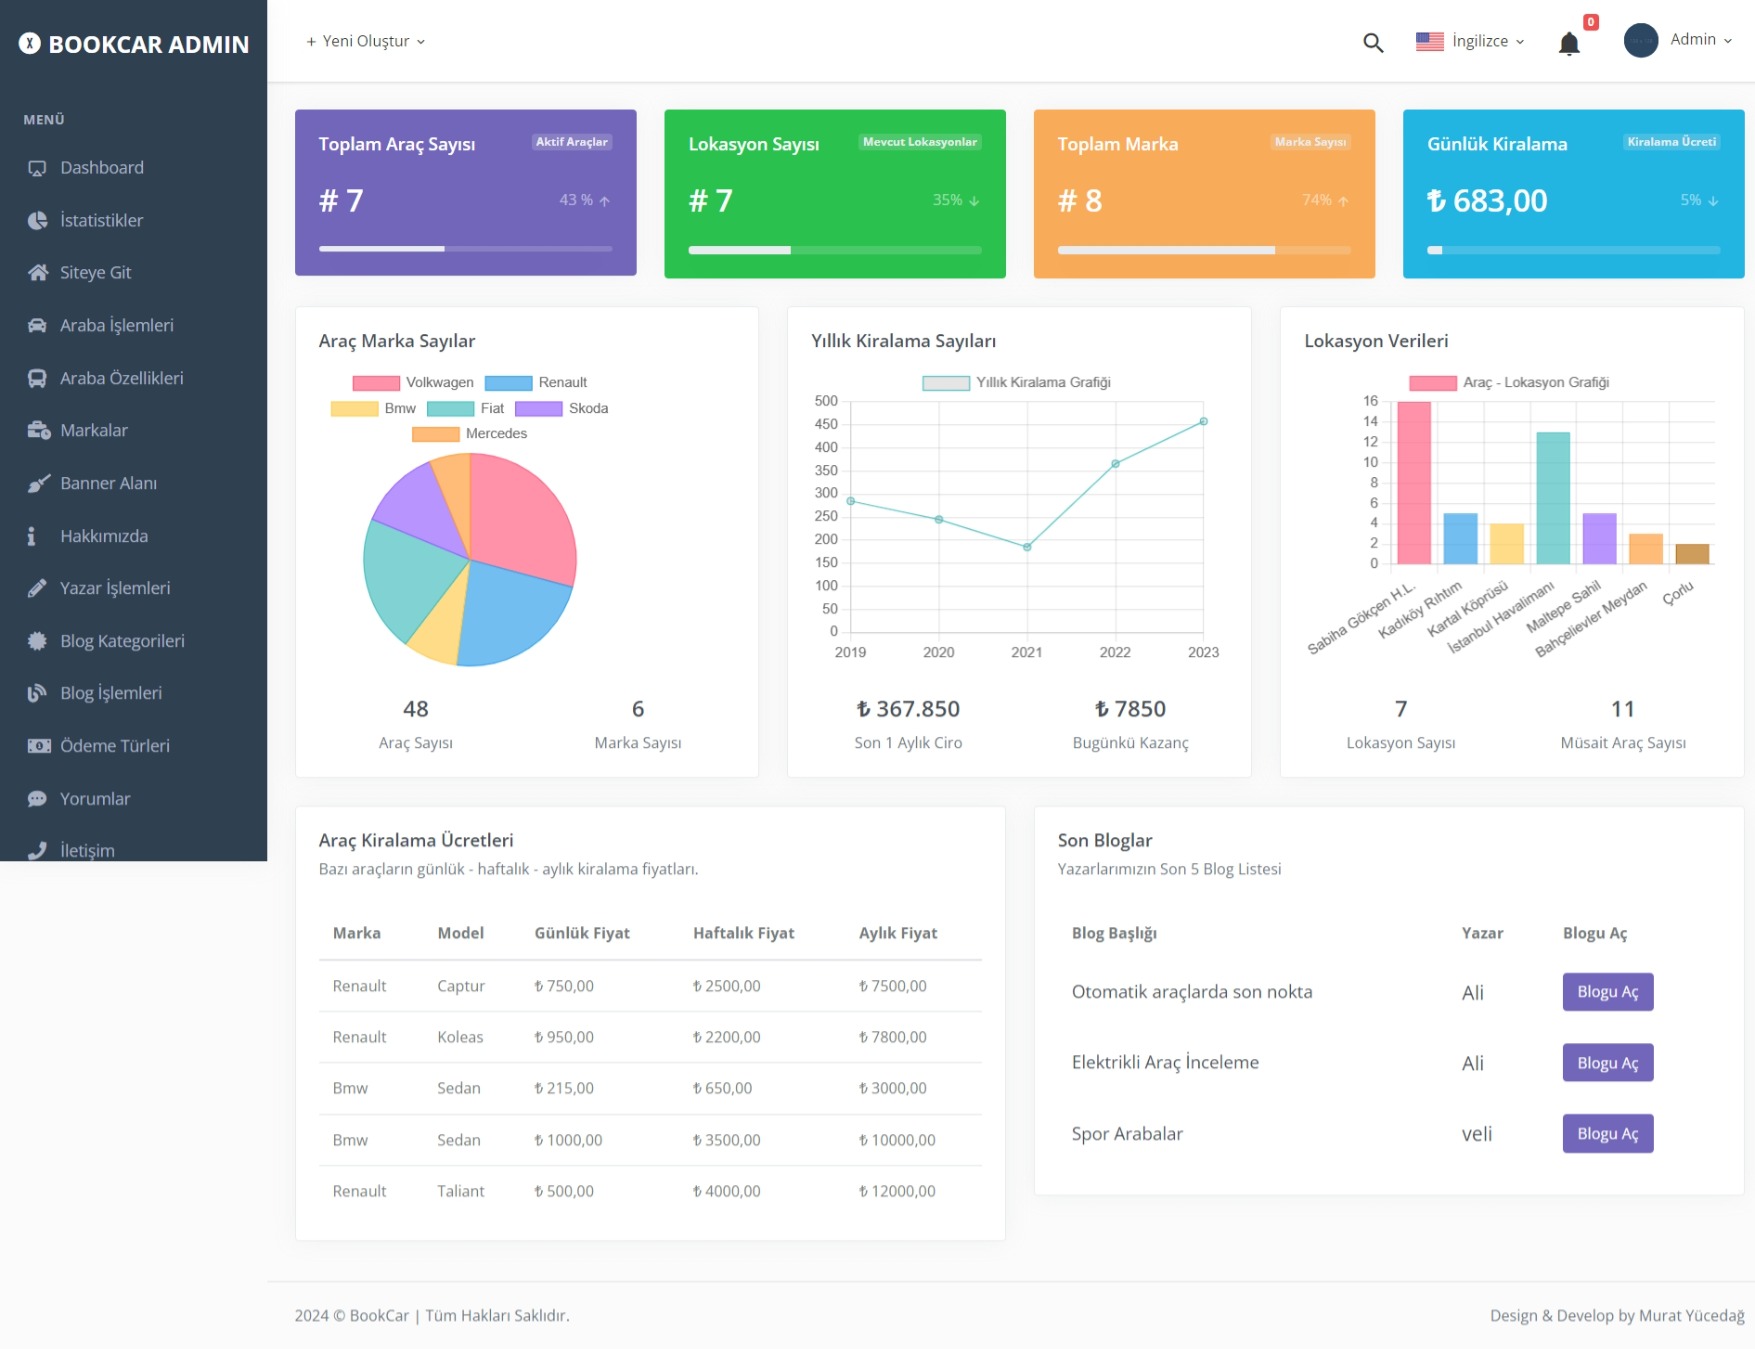 BOOKCAR ADMIN
+ Yeni Oluştur
İngilizce
0
Admin
MENÜ
Dashboard
İstatistikler
Siteye Git
Araba İşlemleri
Araba Özellikleri
Markalar
Banner Alanı
Hakkımızda
Yazar İşlemleri
Blog Kategorileri
Blog İşlemleri
Ödeme Türleri
Yorumlar
İletişim
Toplam Araç Sayısı Aktif Araçlar
# 7 43 %
Lokasyon Sayısı Mevcut Lokasyonlar
# 7 35%
Toplam Marka Marka Sayısı
# 8 74%
Günlük Kiralama Kiralama Ücreti
₺ 683,00 5%
Araç Marka Sayılar
Volkwagen Renault
Bmw Fiat Skoda
Mercedes
48 6
Araç Sayısı Marka Sayısı
Yıllık Kiralama Sayıları
Yıllık Kiralama Grafiği
500
450
400
350
300
250
200
150
100
50
0
2019 2020 2021 2022 2023
₺ 367.850 ₺ 7850
Son 1 Aylık Ciro Bugünkü Kazanç
Lokasyon Verileri
Araç - Lokasyon Grafiği
16
14
12
10
8
6
4
2
0
Sabiha Gökçen H.L.
Kadıköy Rıhtım
Kartal Köprüsü
İstanbul Havalimanı
Maltepe Sahil
Bahçelievler Meydan
Çorlu
7 11
Lokasyon Sayısı Müsait Araç Sayısı
Araç Kiralama Ücretleri
Bazı araçların günlük - haftalık - aylık kiralama fiyatları.
Marka Model Günlük Fiyat Haftalık Fiyat Aylık Fiyat
Renault Captur ₺ 750,00 ₺ 2500,00 ₺ 7500,00
Renault Koleas ₺ 950,00 ₺ 2200,00 ₺ 7800,00
Bmw Sedan ₺ 215,00 ₺ 650,00 ₺ 3000,00
Bmw Sedan ₺ 1000,00 ₺ 3500,00 ₺ 10000,00
Renault Taliant ₺ 500,00 ₺ 4000,00 ₺ 12000,00
Son Bloglar
Yazarlarımızın Son 5 Blog Listesi
Blog Başlığı Yazar Blogu Aç
Otomatik araçlarda son nokta Ali Blogu Aç
Elektrikli Araç İnceleme Ali Blogu Aç
Spor Arabalar veli Blogu Aç
2024 © BookCar | Tüm Hakları Saklıdır.
Design & Develop by Murat Yücedağ